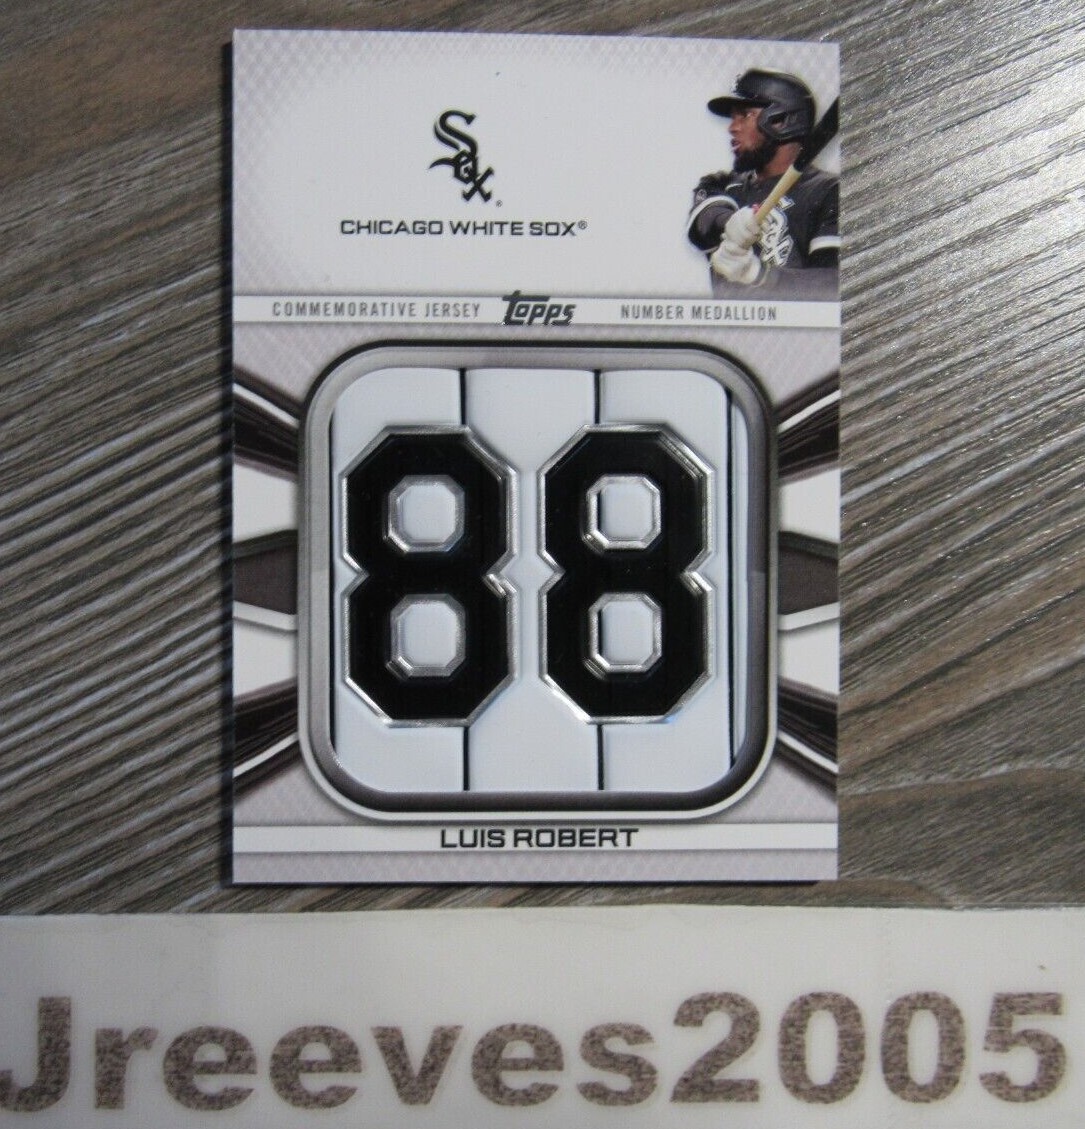 Sox®
CHICAGO WHITE SOX®
COMMEMORATIVE JERSEY topps NUMBER MEDALLION
88
LUIS ROBERT
Jreeves2005